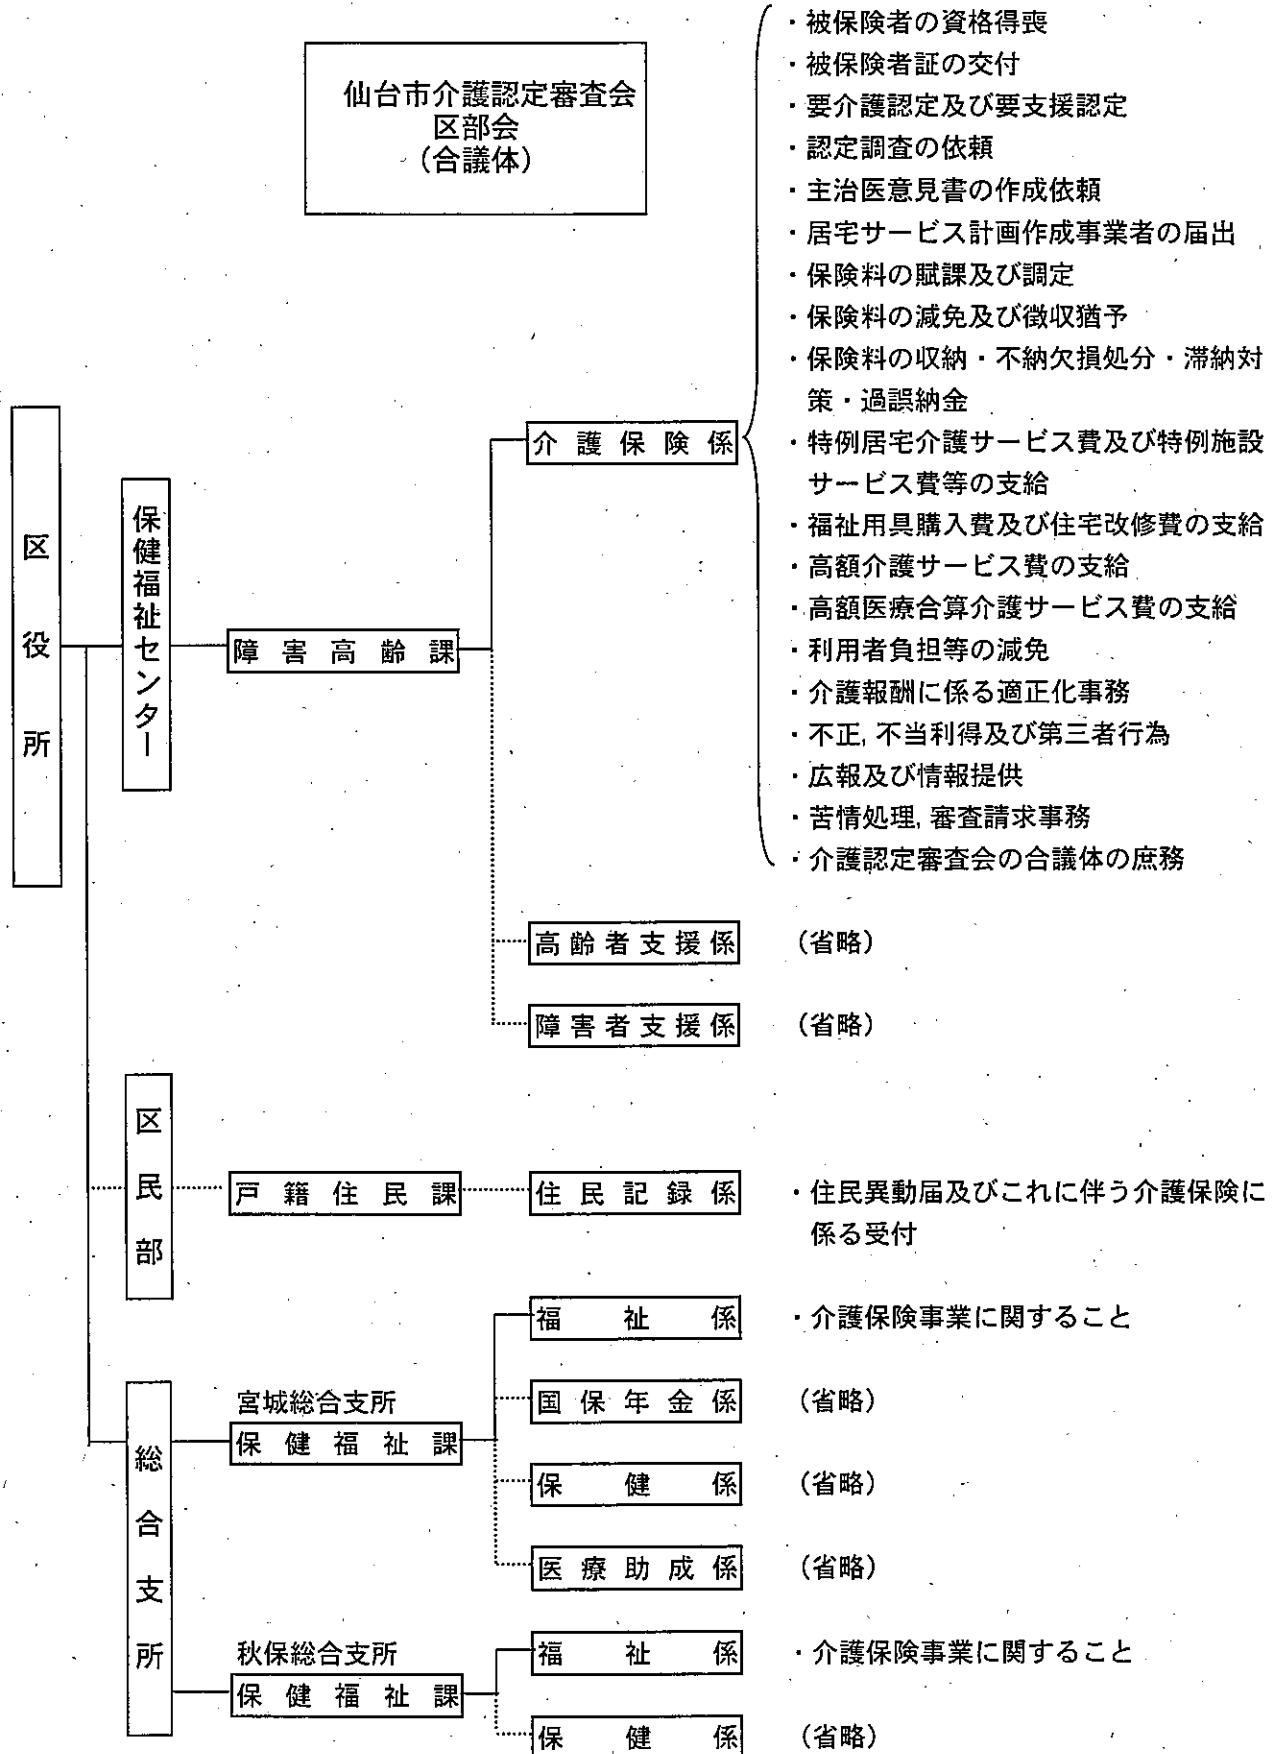 仙台市介護認定審査会
区部会
（合議体）
・被保険者の資格得喪
・被保険者証の交付
・要介護認定及び要支援認定
・認定調査の依頼
・主治医意見書の作成依頼
・居宅サービス計画作成事業者の届出
・保険料の賦課及び調定
・保険料の減免及び徴収猶予
・保険料の収納・不納欠損処分・滞納対
策・過誤納金
・特例居宅介護サービス費及び特例施設
サービス費等の支給
・福祉用具購入費及び住宅改修費の支給
・高額介護サービス費の支給
・高額医療合算介護サービス費の支給
・利用者負担等の減免
・介護報酬に係る適正化事務
・不正,不当利得及び第三者行為
・広報及び情報提供
・苦情処理,審査請求事務
・介護認定審査会の合議体の庶務
区役所
保健福祉センター
障害高齢課
介護保険係
高齢者支援係
（省略）
障害者支援係
（省略）
区民部
戸籍住民課
住民記録係
・住民異動届及びこれに伴う介護保険に
係る受付
総合支所
宮城総合支所
保健福祉課
福祉係
・介護保険事業に関すること
国保年金係
（省略）
保健係
（省略）
医療助成係
（省略）
秋保総合支所
保健福祉課
福祉係
・介護保険事業に関すること
保健係
（省略）